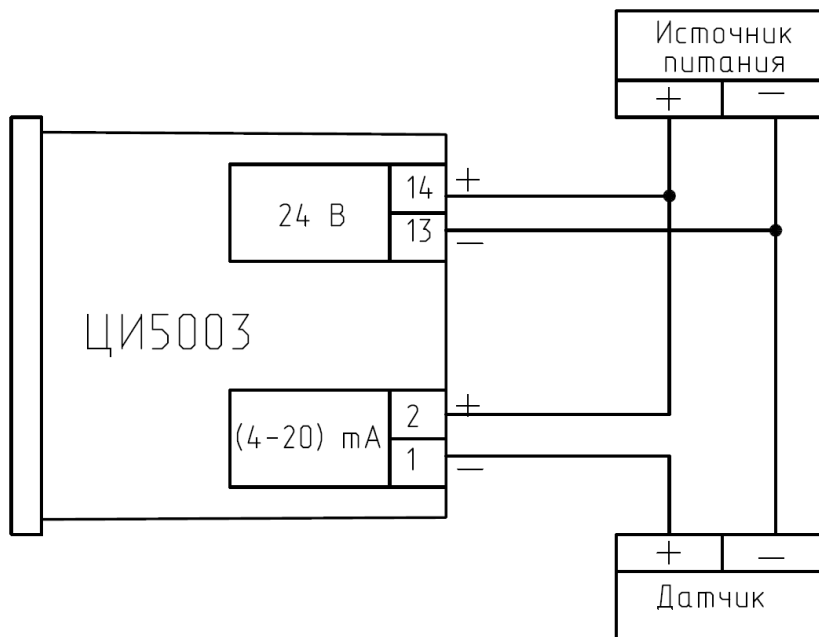 Источник
питания
+ −
14 +
24 В
13 −
ЦИ5003
2 +
(4-20) mA
1 −
+ −
Датчик